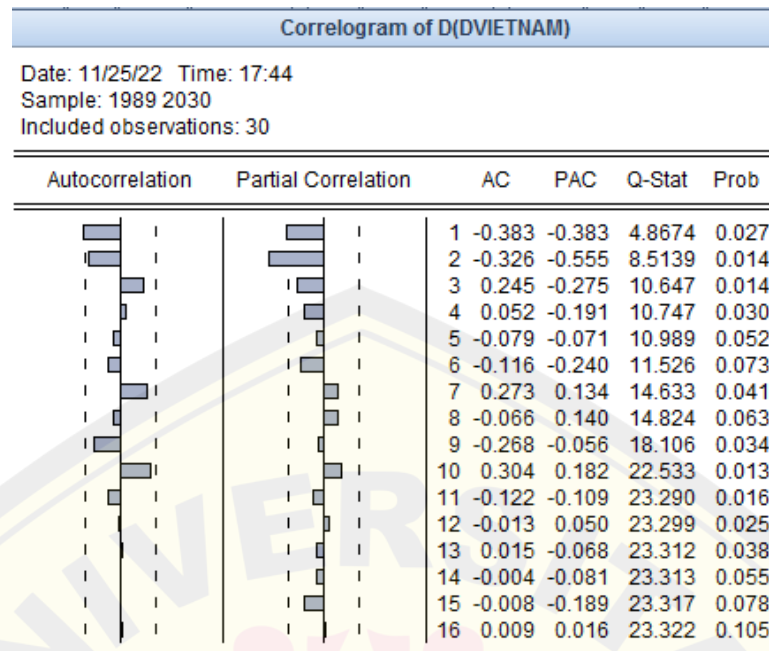 Correlogram of D(DVIETNAM)
Date: 11/25/22 Time: 17:44
Sample: 1989 2030
Included observations: 30
Autocorrelation Partial Correlation AC PAC Q-Stat Prob
1 -0.383 -0.383 4.8674 0.027
2 -0.326 -0.555 8.5139 0.014
3 0.245 -0.275 10.647 0.014
4 0.052 -0.191 10.747 0.030
5 -0.079 -0.071 10.989 0.052
6 -0.116 -0.240 11.526 0.073
7 0.273 0.134 14.633 0.041
8 -0.066 0.140 14.824 0.063
9 -0.268 -0.056 18.106 0.034
10 0.304 0.182 22.533 0.013
11 -0.122 -0.109 23.290 0.016
12 -0.013 0.050 23.299 0.025
13 0.015 -0.068 23.312 0.038
14 -0.004 -0.081 23.313 0.055
15 -0.008 -0.189 23.317 0.078
16 0.009 0.016 23.322 0.105